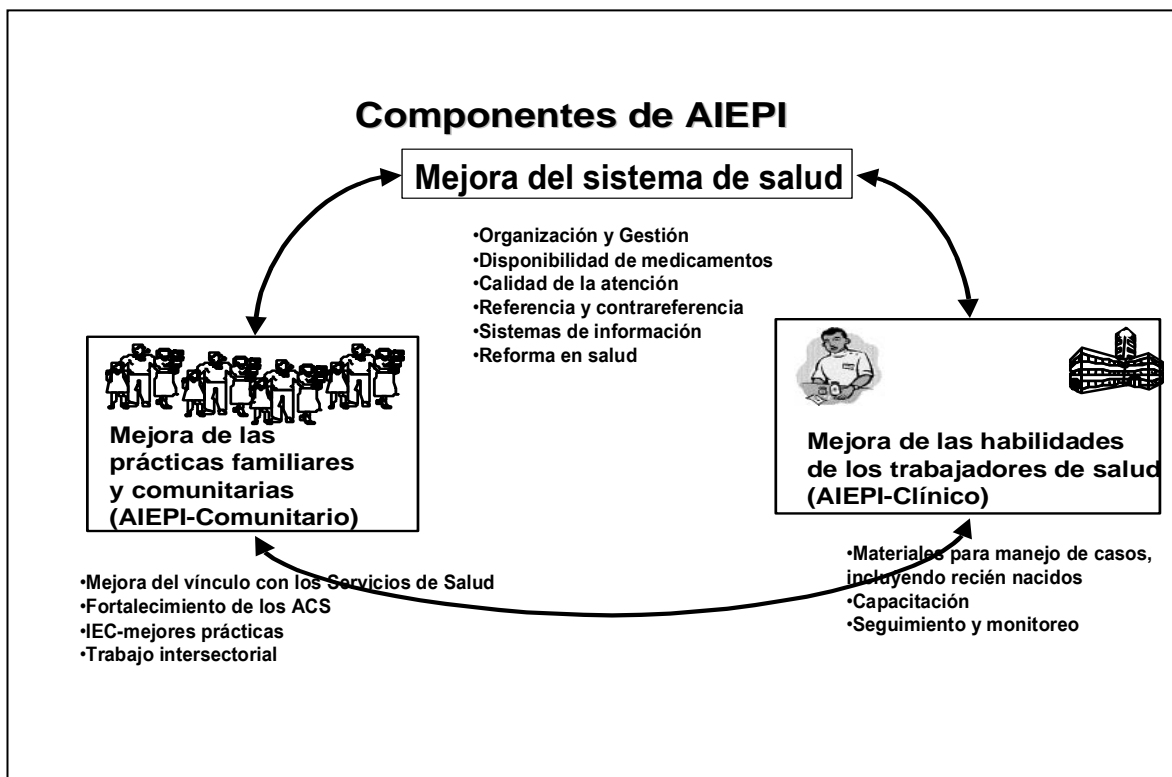 Componentes de AIEPI
Mejora del sistema de salud
•Organización y Gestión
•Disponibilidad de medicamentos
•Calidad de la atención
•Referencia y contrareferencia
•Sistemas de información
•Reforma en salud
Mejora de las
prácticas familiares
y comunitarias
(AIEPI-Comunitario)
Mejora de las habilidades
de los trabajadores de salud
(AIEPI-Clínico)
•Mejora del vínculo con los Servicios de Salud
•Fortalecimiento de los ACS
•IEC-mejores prácticas
•Trabajo intersectorial
•Materiales para manejo de casos,
incluyendo recién nacidos
•Capacitación
•Seguimiento y monitoreo